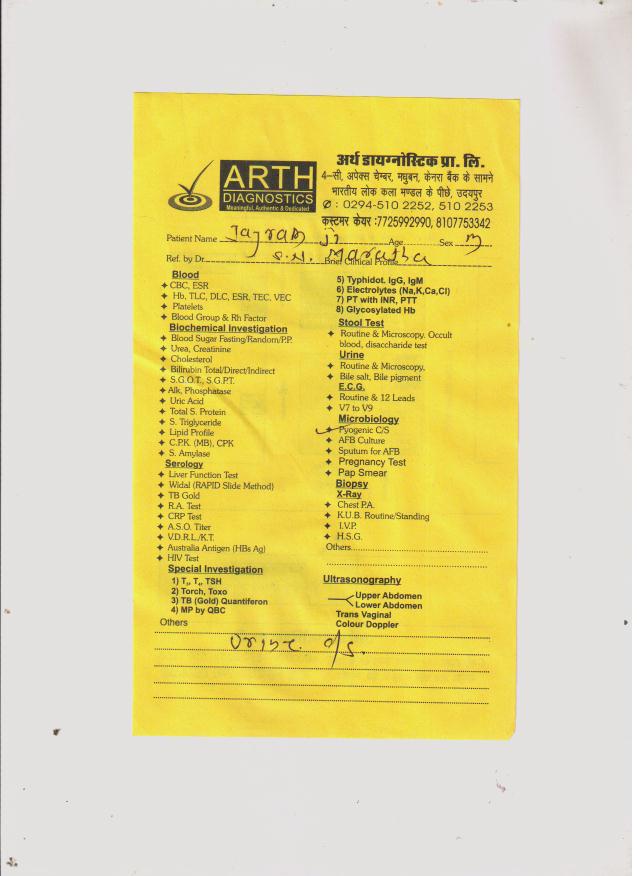 ARTH
DIAGNOSTICS
Meaningful, Authentic & Dedicated
अर्थ डायग्नोस्टिक प्रा. लि.
4–सी, अपेक्स चेम्बर, मधुबन, केनरा बैंक के सामने
भारतीय लोक कला मण्डल के पीछे, उदयपुर
✆ : 0294-510 2252, 510 2253
कस्टमर केयर :7725992990, 8107753342
Patient Name Jayram Ji Age Sex M
Ref. by Dr. S.N. Maratha Brief Clinical Profile
Blood
✦ CBC, ESR
✦ Hb, TLC, DLC, ESR, TEC, VEC
✦ Platelets
✦ Blood Group & Rh Factor
Biochemical Investigation
✦ Blood Sugar Fasting/Random/P.P.
✦ Urea, Creatinine
✦ Cholesterol
✦ Bilirubin Total/Direct/Indirect
✦ S.G.O.T., S.G.P.T.
✦ Alk, Phosphatase
✦ Uric Acid
✦ Total S. Protein
✦ S. Triglyceride
✦ Lipid Profile
✦ C.P.K. (MB), CPK
✦ S. Amylase
Serology
✦ Liver Function Test
✦ Widal (RAPID Slide Method)
✦ TB Gold
✦ R.A. Test
✦ CRP Test
✦ A.S.O. Titer
✦ V.D.R.L./K.T.
✦ Australia Antigen (HBs Ag)
✦ HIV Test
Special Investigation
1) T₃, T₄, TSH
2) Torch, Toxo
3) TB (Gold) Quantiferon
4) MP by QBC
5) Typhidot. IgG, IgM
6) Electrolytes (Na,K,Ca,Cl)
7) PT with INR, PTT
8) Glycosylated Hb
Stool Test
✦ Routine & Microscopy. Occult
blood, disaccharide test
Urine
✦ Routine & Microscopy,
✦ Bile salt, Bile pigment
E.C.G.
✦ Routine & 12 Leads
✦ V7 to V9
Microbiology
✦ Pyogenic C/S
✦ AFB Culture
✦ Sputum for AFB
✦ Pregnancy Test
✦ Pap Smear
Biopsy
X-Ray
✦ Chest P.A.
✦ K.U.B. Routine/Standing
✦ I.V.P.
✦ H.S.G.
Others
Ultrasonography
Upper Abdomen
Lower Abdomen
Trans Vaginal
Colour Doppler
Others
Urine c/s.